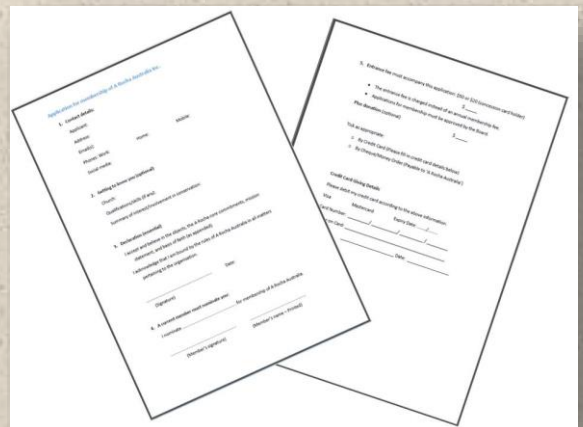 Application for membership of A Rocha Australia Inc.
1. Contact details:
Applicant:
Address:
Email(s):
Phones: Work Home Mobile
Social media:
2. Getting to know you (optional)
Church:
Qualifications/skills (if any):
Summary of interest/involvement in conservation:
3. Declaration (essential)
I accept and believe in the objects, the A Rocha core commitments, mission
statement, and basis of faith (as appended)
I acknowledge that I am bound by the rules of A Rocha Australia in all matters
pertaining to the organisation.
Date:
(Signature)
4. A current member must nominate you:
I nominate for membership of A Rocha Australia
(Member's signature) (Member's name – Printed)
5. Entrance fee must accompany this application: $60 or $20 (concession card holder)
$
• The entrance fee is charged instead of an annual membership fee.
• Applications for membership must be approved by the Board.
Plus donation (optional) $
Tick as appropriate:
o By Credit Card (Please fill in credit card details below)
o By Cheque/Money Order (Payable to 'A Rocha Australia')
Credit Card Giving Details
Please debit my credit card according to the above information.
Visa Mastercard Expiry Date: /
Card Number: / / /
on Card
Date: